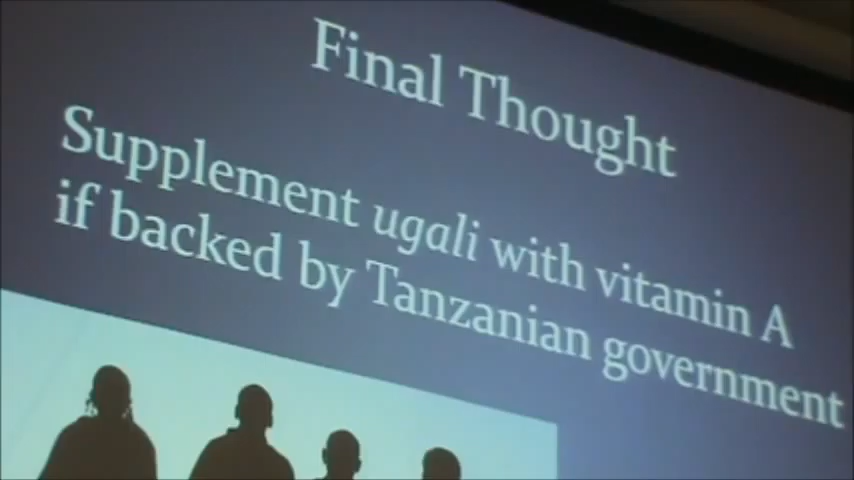 Final Thought
Supplement ugali with vitamin A
if backed by Tanzanian government